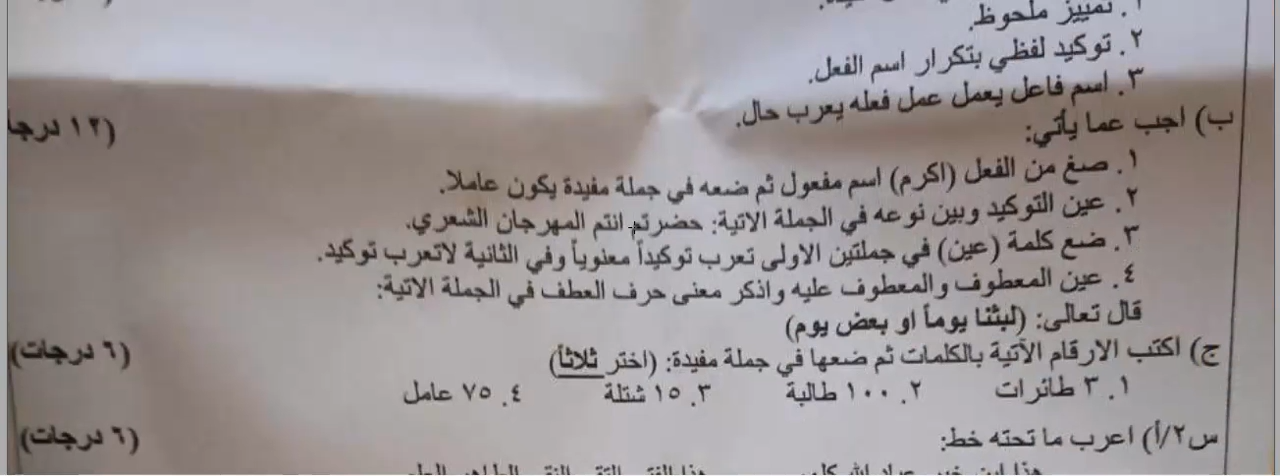 ١. تمييز ملحوظ.
٢. توكيد لفظي بتكرار اسم الفعل.
٣. اسم فاعل يعمل عمل فعله يعرب حال.
ب) اجب عما يأتي: (١٢ درجا
١. صغ من الفعل (اكرم) اسم مفعول ثم ضعه في جملة مفيدة يكون عاملا.
٢. عين التوكيد وبين نوعه في الجملة الاتية: حضرتم انتم المهرجان الشعري.
٣. ضع كلمة (عين) في جملتين الاولى تعرب توكيداً معنوياً وفي الثانية لاتعرب توكيد.
٤. عين المعطوف والمعطوف عليه واذكر معنى حرف العطف في الجملة الاتية:
قال تعالى: (لبثنا يوماً او بعض يوم)
ج) اكتب الارقام الآتية بالكلمات ثم ضعها في جملة مفيدة: (اختر ثلاثاً) (٦ درجات)
١. ٣ طائرات ٢. ١٠٠ طالبة ٣. ١٥ شتلة ٤. ٧٥ عامل
س٢/أ) اعرب ما تحته خط: (٦ درجات)